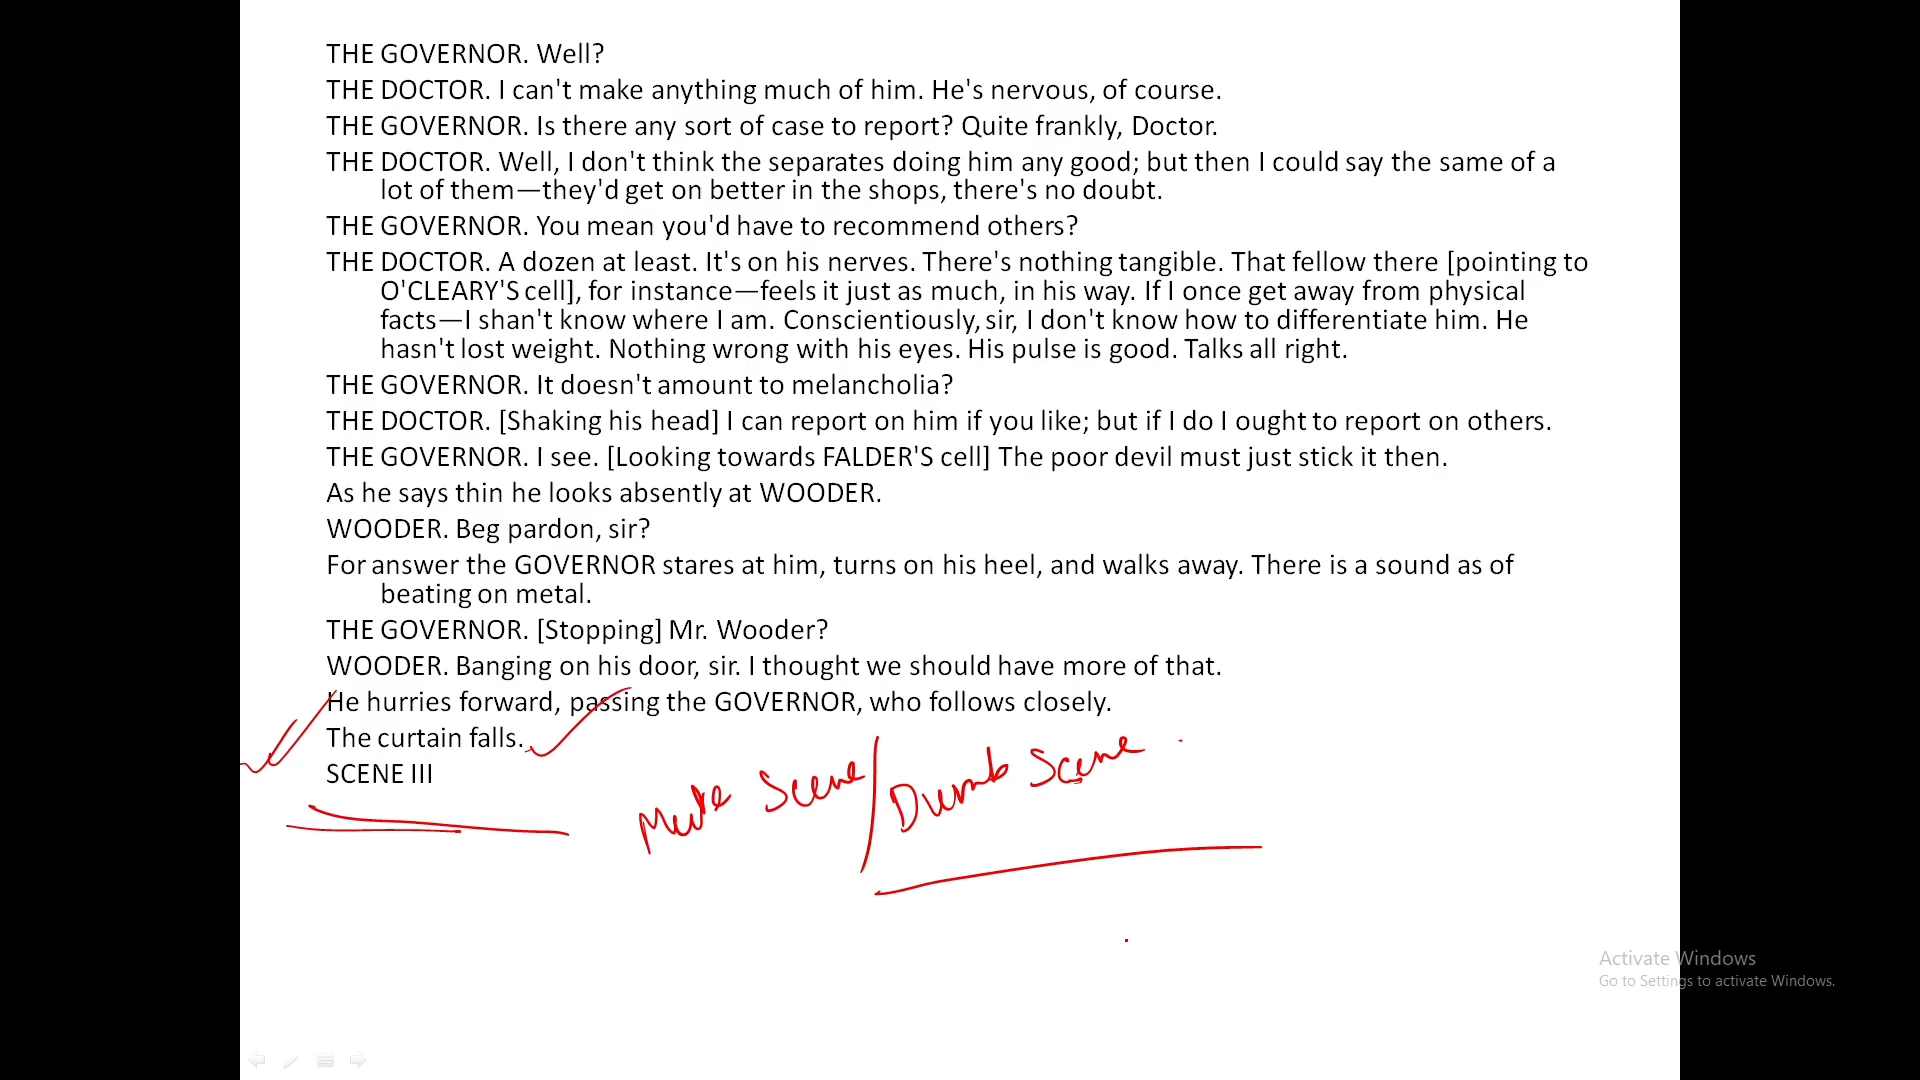 THE GOVERNOR. Well?
THE DOCTOR. I can't make anything much of him. He's nervous, of course.
THE GOVERNOR. Is there any sort of case to report? Quite frankly, Doctor.
THE DOCTOR. Well, I don't think the separates doing him any good; but then I could say the same of a
lot of them—they'd get on better in the shops, there's no doubt.
THE GOVERNOR. You mean you'd have to recommend others?
THE DOCTOR. A dozen at least. It's on his nerves. There's nothing tangible. That fellow there [pointing to
O'CLEARY'S cell], for instance—feels it just as much, in his way. If I once get away from physical
facts—I shan't know where I am. Conscientiously, sir, I don't know how to differentiate him. He
hasn't lost weight. Nothing wrong with his eyes. His pulse is good. Talks all right.
THE GOVERNOR. It doesn't amount to melancholia?
THE DOCTOR. [Shaking his head] I can report on him if you like; but if I do I ought to report on others.
THE GOVERNOR. I see. [Looking towards FALDER'S cell] The poor devil must just stick it then.
As he says thin he looks absently at WOODER.
WOODER. Beg pardon, sir?
For answer the GOVERNOR stares at him, turns on his heel, and walks away. There is a sound as of
beating on metal.
THE GOVERNOR. [Stopping] Mr. Wooder?
WOODER. Banging on his door, sir. I thought we should have more of that.
He hurries forward, passing the GOVERNOR, who follows closely.
The curtain falls.
SCENE III
Mute Scene / Dumb Scene
Activate Windows
Go to Settings to activate Windows.